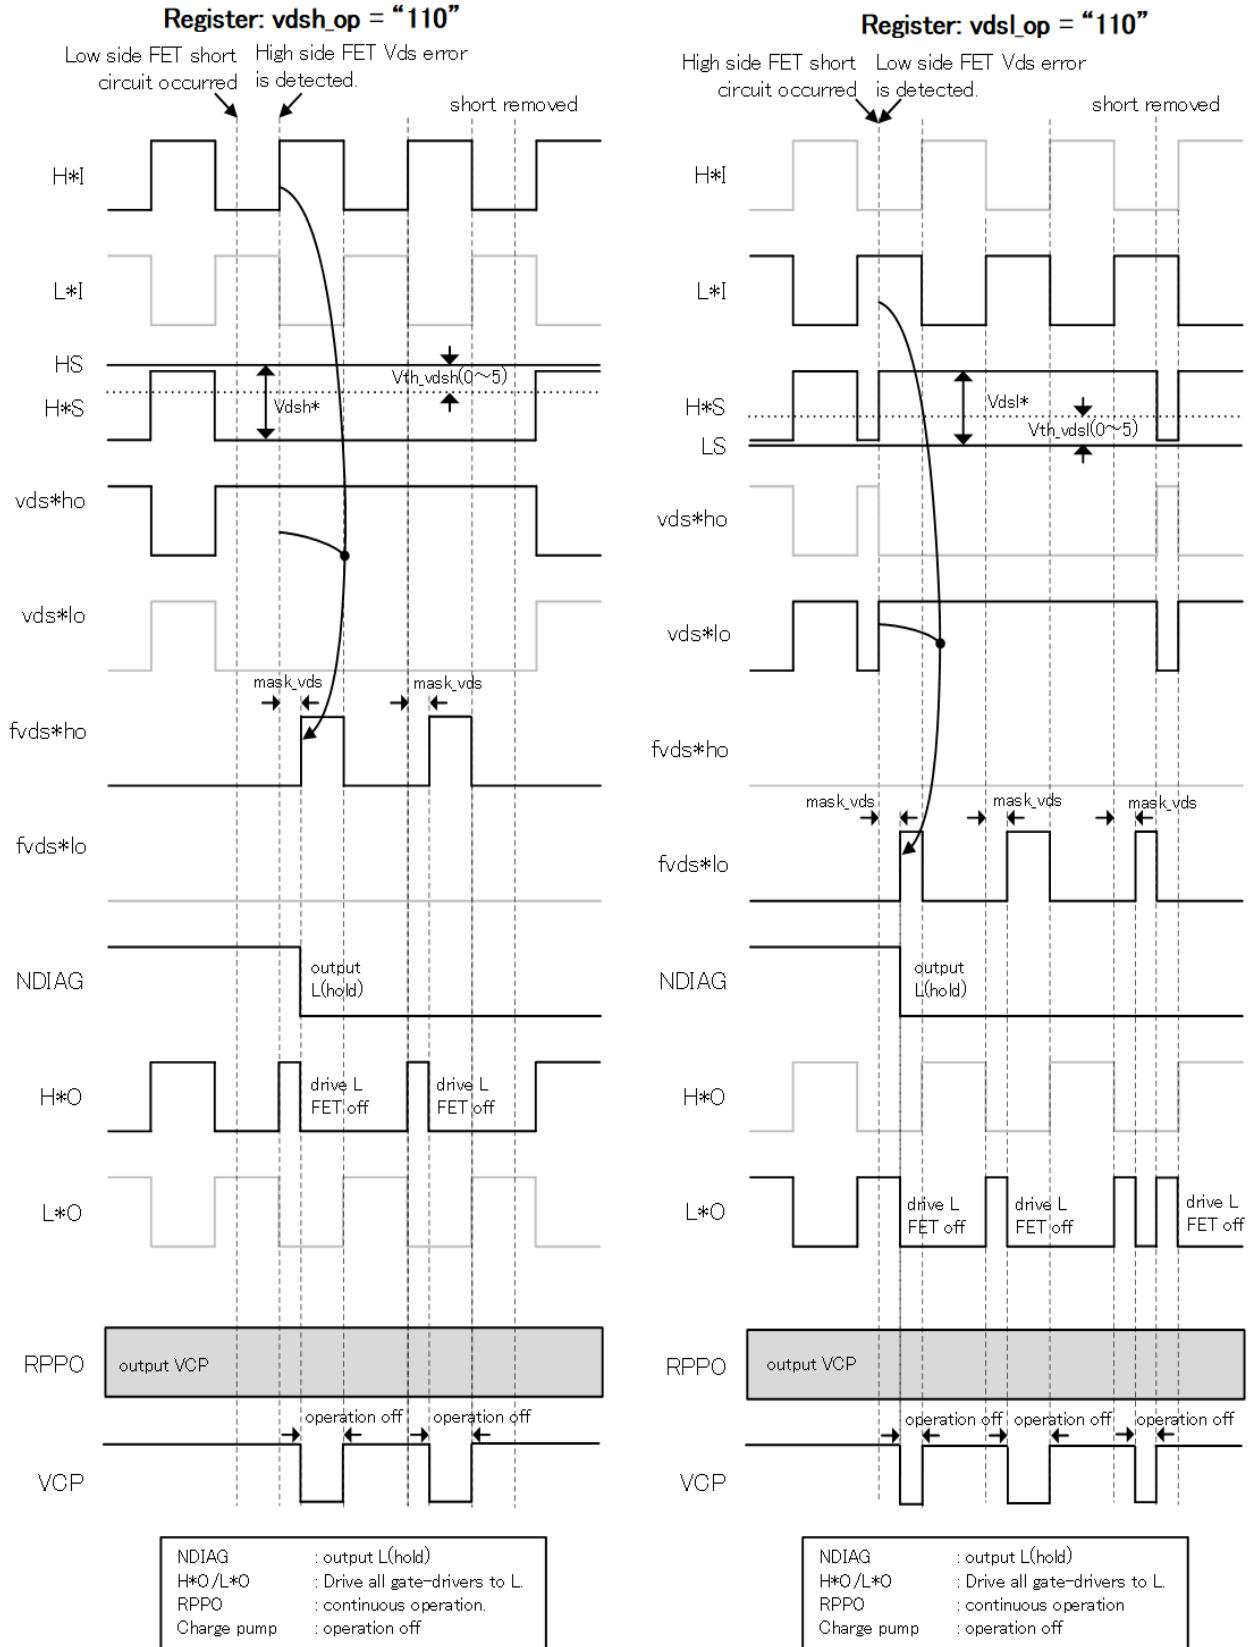 Register: vdsh_op = “110”
Low side FET short
circuit occurred
High side FET Vds error
is detected.
short removed
H*I
L*I
HS
Vth_vdsh(0～5)
H*S
Vdsh*
vds*ho
vds*lo
mask_vds
mask_vds
fvds*ho
fvds*lo
NDIAG
output
L(hold)
H*O
drive L
FET off
drive L
FET off
L*O
RPPO
output VCP
operation off
operation off
VCP
NDIAG : output L(hold)
H*O/L*O : Drive all gate-drivers to L.
RPPO : continuous operation.
Charge pump : operation off
Register: vdsl_op = “110”
High side FET short
circuit occurred
Low side FET Vds error
is detected.
short removed
H*I
L*I
H*S
Vdsl*
Vth_vdsl(0～5)
LS
vds*ho
vds*lo
fvds*ho
mask_vds
mask_vds
mask_vds
fvds*lo
NDIAG
output
L(hold)
H*O
L*O
drive L
FET off
drive L
FET off
drive L
FET off
RPPO
output VCP
operation off
operation off
operation off
VCP
NDIAG : output L(hold)
H*O/L*O : Drive all gate-drivers to L.
RPPO : continuous operation
Charge pump : operation off